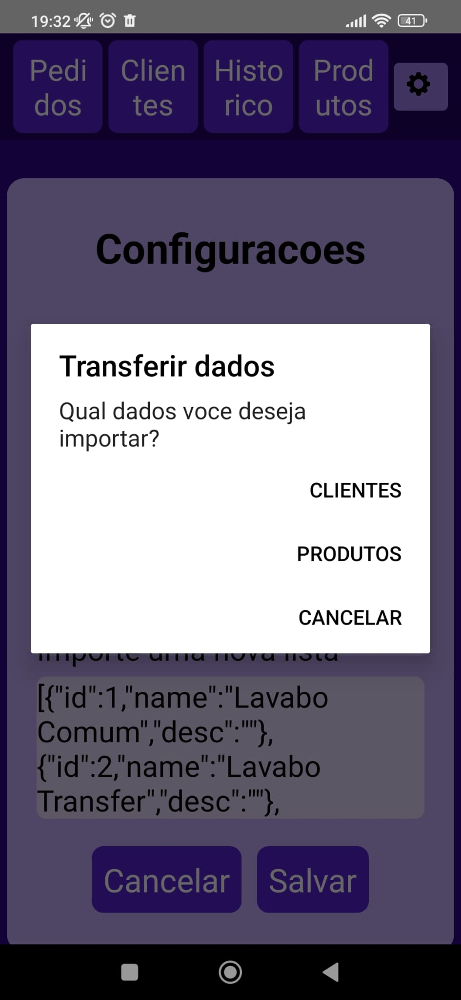 19:32
41
Pedi
dos
Clien
tes
Histo
rico
Prod
utos
Configuracoes
Transferir dados
Qual dados voce deseja
importar?
CLIENTES
PRODUTOS
CANCELAR
Importe uma nova lista
[{"id":1,"name":"Lavabo
Comum","desc":""},
{"id":2,"name":"Lavabo
Transfer","desc":""},
Cancelar
Salvar